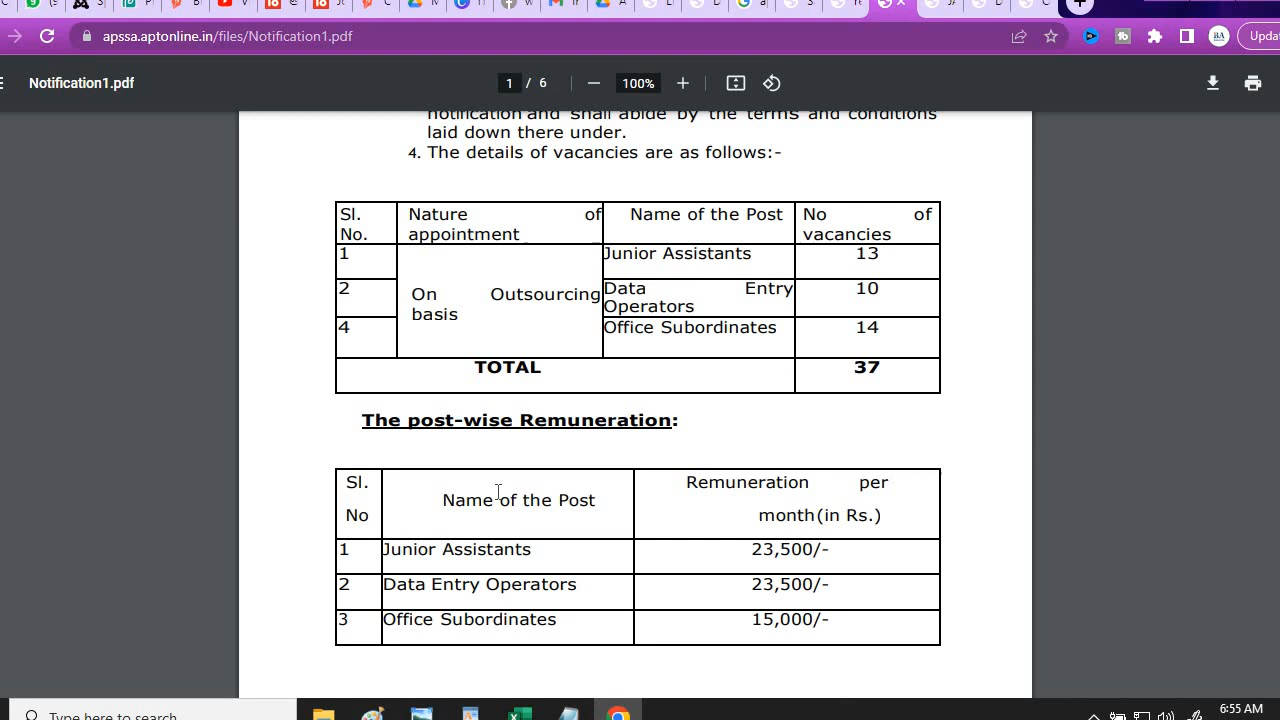 apssa.aptonline.in/files/Notification1.pdf
Updat
Notification1.pdf
1 / 6
100%
notification and shall abide by the terms and conditions
laid down there under.
4. The details of vacancies are as follows:-
Sl. No. Nature of appointment Name of the Post No of vacancies
1 On Outsourcing basis Junior Assistants 13
2 Data Entry Operators 10
4 Office Subordinates 14
TOTAL 37
The post-wise Remuneration:
Sl. No Name of the Post Remuneration per month(in Rs.)
1 Junior Assistants 23,500/-
2 Data Entry Operators 23,500/-
3 Office Subordinates 15,000/-
Type here to search
6:55 AM